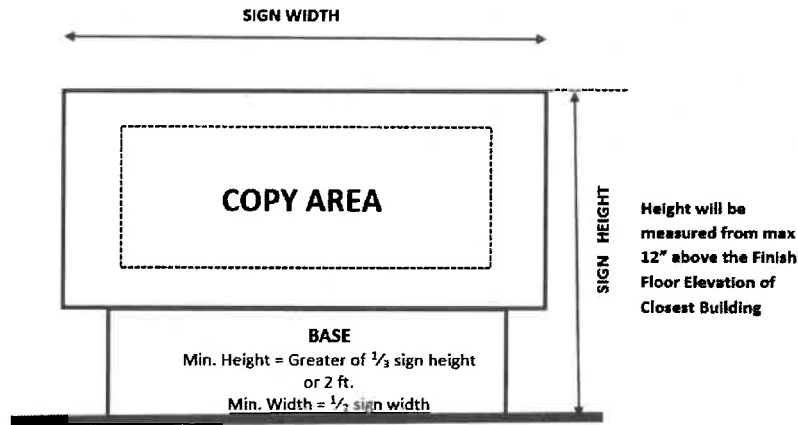 SIGN WIDTH
COPY AREA
SIGN HEIGHT
Height will be
measured from max
12" above the Finish
Floor Elevation of
Closest Building
BASE
Min. Height = Greater of 1/3 sign height
or 2 ft.
Min. Width = 1/2 sign width